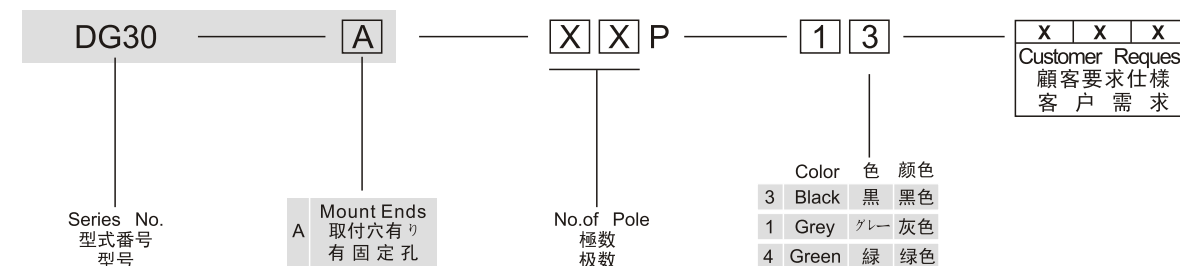 DG30 A X X P 1 3
x x x
Customer Reques
顧客要求仕様
客户需求
Series No.
型式番号
型号
A Mount Ends
取付穴有り
有固定孔
No.of Pole
極数
极数
Color 色 颜色
3 Black 黒 黑色
1 Grey グレー 灰色
4 Green 緑 绿色